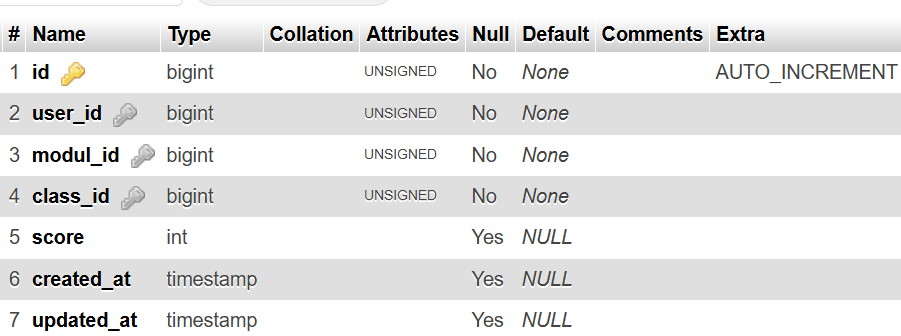 # Name Type Collation Attributes Null Default Comments Extra
1 id bigint UNSIGNED No None AUTO_INCREMENT
2 user_id bigint UNSIGNED No None
3 modul_id bigint UNSIGNED No None
4 class_id bigint UNSIGNED No None
5 score int Yes NULL
6 created_at timestamp Yes NULL
7 updated_at timestamp Yes NULL